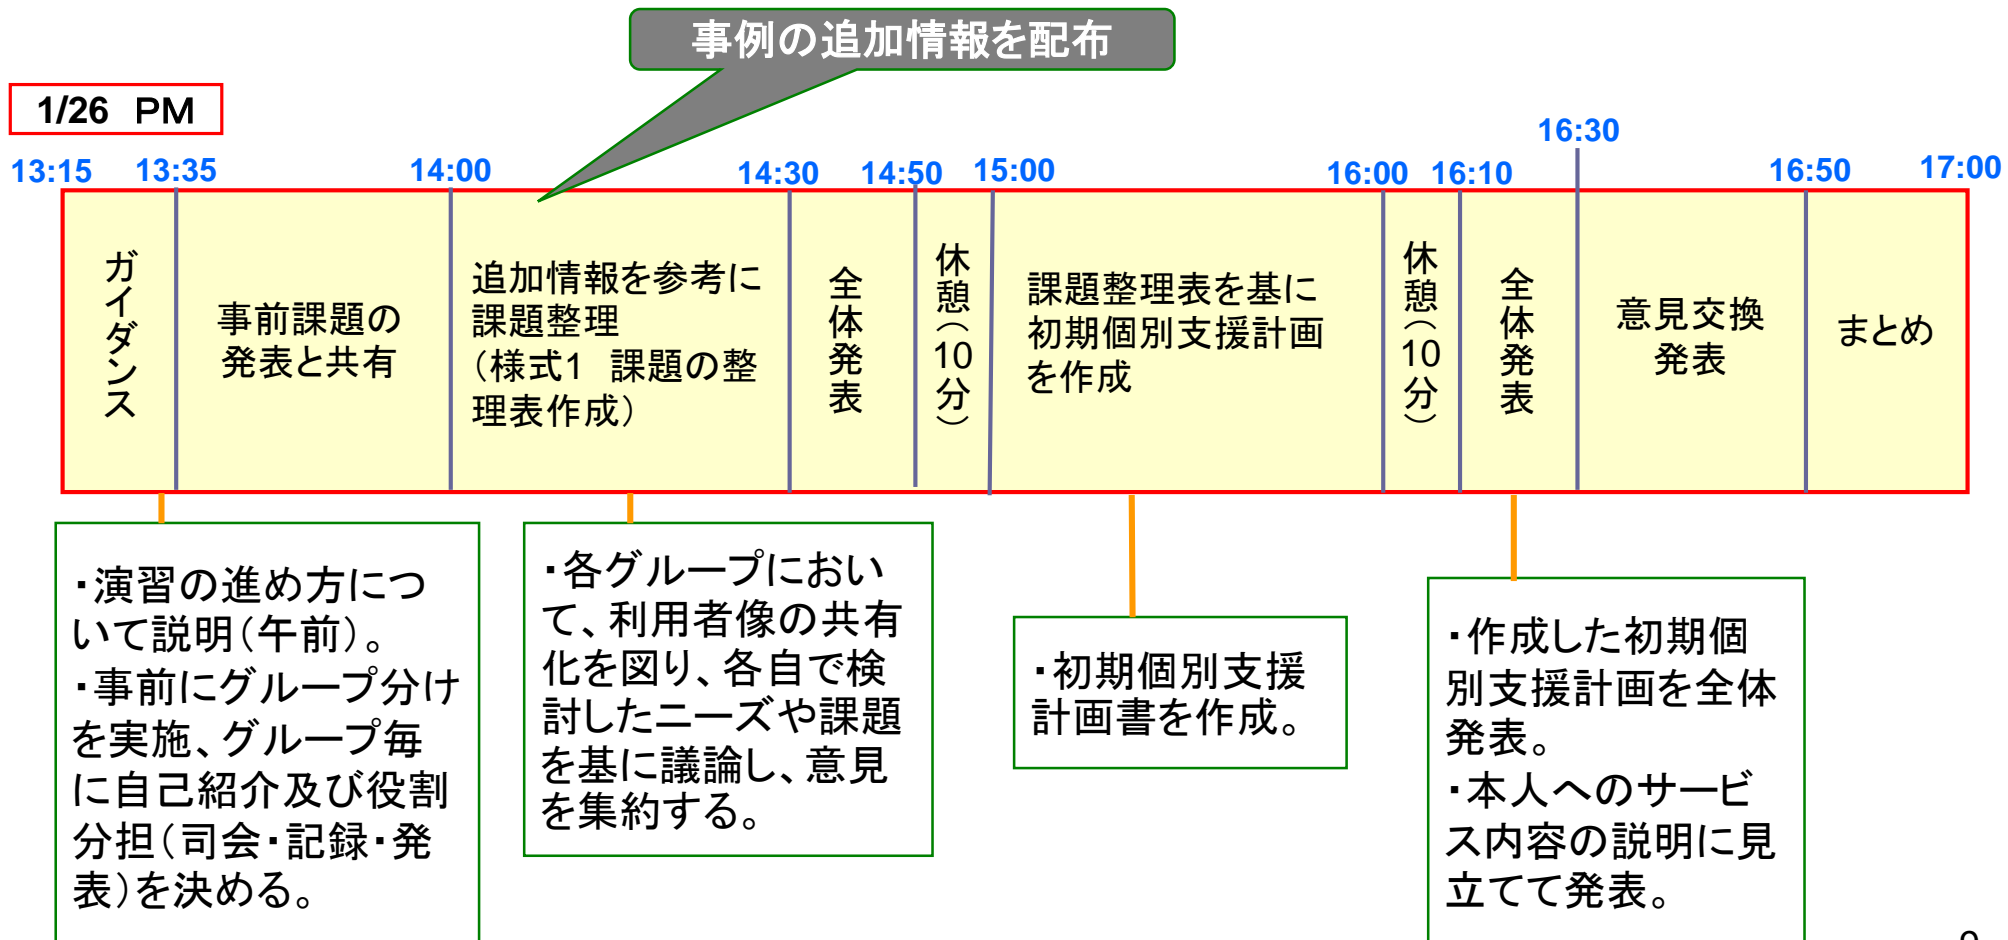 事例の追加情報を配布
1/26 PM
13:15
13:35
14:00
14:30
14:50
15:00
16:00
16:10
16:30
16:50
17:00
ガイダンス
事前課題の
発表と共有
追加情報を参考に
課題整理
(様式1 課題の整
理表作成)
全体発表
休憩(10分)
課題整理表を基に
初期個別支援計画
を作成
休憩(10分)
全体発表
意見交換
発表
まとめ
・演習の進め方につ
いて説明(午前)。
・事前にグループ分け
を実施、グループ毎
に自己紹介及び役割
分担(司会・記録・発
表)を決める。
・各グループにおい
て、利用者像の共有
化を図り、各自で検
討したニーズや課題
を基に議論し、意見
を集約する。
・初期個別支援
計画書を作成。
・作成した初期個
別支援計画を全体
発表。
・本人へのサービ
ス内容の説明に見
立てて発表。